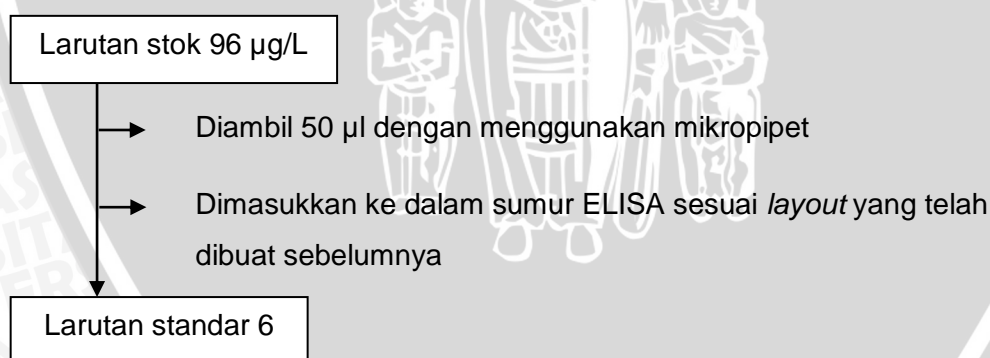 Larutan stok 96 µg/L
Diambil 50 µl dengan menggunakan mikropipet
Dimasukkan ke dalam sumur ELISA sesuai layout yang telah
dibuat sebelumnya
Larutan standar 6